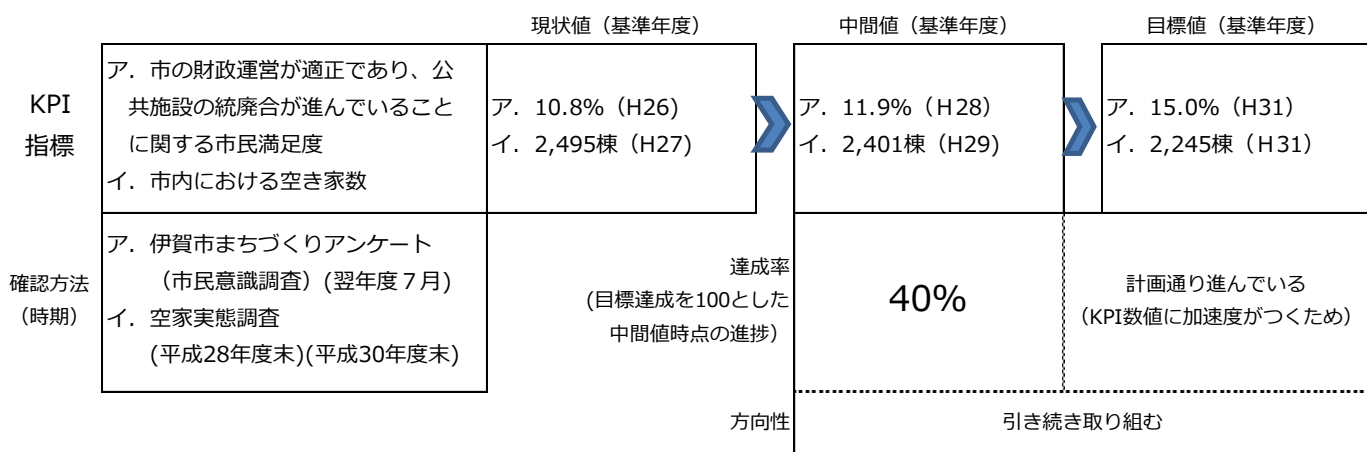 現状値（基準年度）
中間値（基準年度）
目標値（基準年度）
KPI
指標
ア．市の財政運営が適正であり、公
共施設の統廃合が進んでいること
に関する市民満足度
イ．市内における空き家数
ア．10.8%（H26)
イ．2,495棟（H27)
ア．11.9%（Ｈ28）
イ．2,401棟（H29)
ア．15.0%（H31)
イ．2,245棟（Ｈ31）
確認方法
（時期）
ア．伊賀市まちづくりアンケート
（市民意識調査）(翌年度７月)
イ．空家実態調査
(平成28年度末)(平成30年度末)
達成率
(目標達成を100とした
中間値時点の進捗）
40%
計画通り進んでいる
（KPI数値に加速度がつくため）
方向性
引き続き取り組む